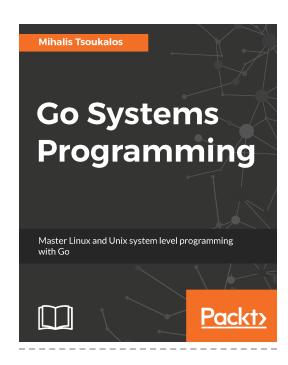 Mihalis Tsoukalos
Go Systems
Programming
Master Linux and Unix system level programming
with Go
Packt>